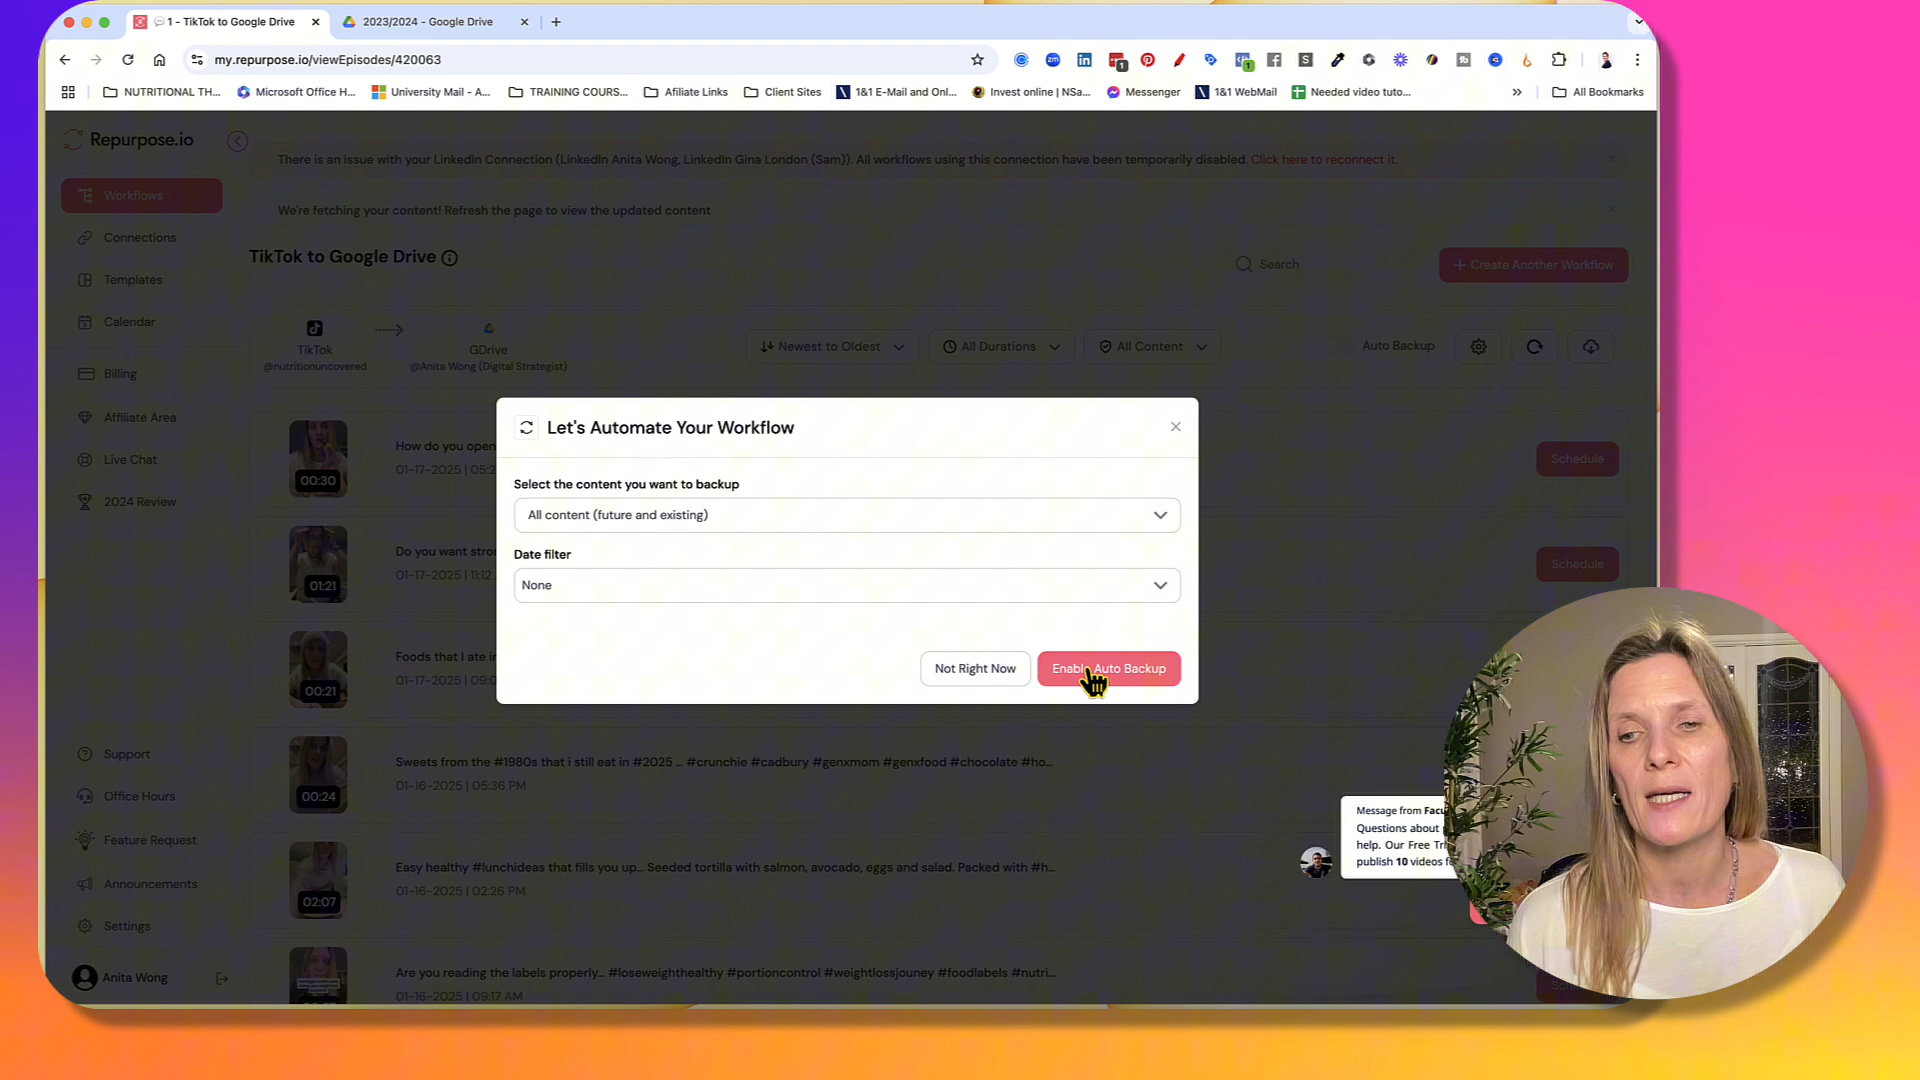 1 - TikTok to Google Drive
2023/2024 - Google Drive
my.repurpose.io/viewEpisodes/420063
NUTRITIONAL TH...
Microsoft Office H...
University Mail - A...
TRAINING COURS...
Afiliate Links
Client Sites
1&1 E-Mail and Onl...
Invest online | NSa...
Messenger
1&1 WebMail
Needed video tuto...
All Bookmarks
Repurpose.io
There is an issue with your LinkedIn Connection (LinkedIn Anita Wong, LinkedIn Gina London (Sam)). All workflows using this connection have been temporarily disabled. Click here to reconnect it.
Workflows
We're fetching your content! Refresh the page to view the updated content
Connections
TikTok to Google Drive
Search
+ Create Another Workflow
Templates
Calendar
TikTok
@nutritionuncovered
GDrive
@Anita Wong (Digital Strategist)
Newest to Oldest
All Durations
All Content
Auto Backup
Billing
Affiliate Area
Live Chat
2024 Review
Let's Automate Your Workflow
Select the content you want to backup
All content (future and existing)
Date filter
None
Not Right Now
Enable Auto Backup
How do you open
01-17-2025 | 05:2
00:30
Schedule
Do you want stro
01-17-2025 | 11:12
01:21
Schedule
Foods that I ate i
01-17-2025 | 09:0
00:21
Sweets from the #1980s that i still eat in #2025 ... #crunchie #cadbury #genxmom #genxfood #chocolate #ho...
01-16-2025 | 05:36 PM
00:24
Easy healthy #lunchideas that fills you up... Seeded tortilla with salmon, avocado, eggs and salad. Packed with #h...
01-16-2025 | 02:26 PM
02:07
Are you reading the labels properly... #loseweighthealthy #portioncontrol #weightlossjouney #foodlabels #nutri...
01-16-2025 | 09:17 AM
Support
Office Hours
Feature Request
Announcements
Settings
Anita Wong
Message from Facu
Questions about
help. Our Free Tri
publish 10 videos f